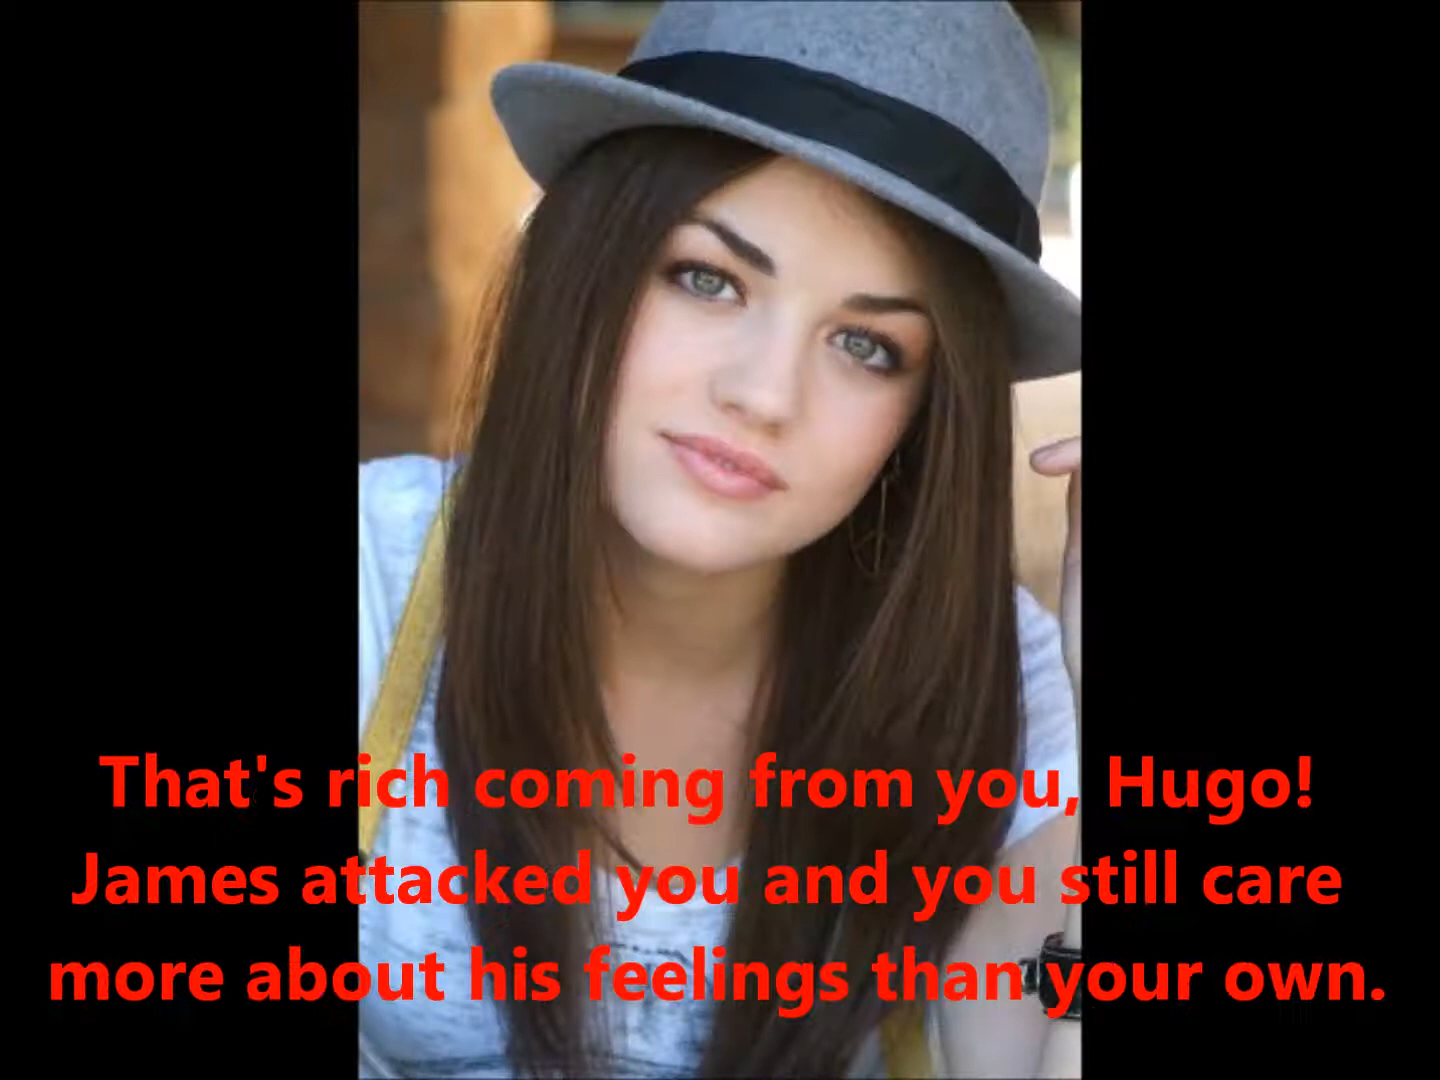 That's rich coming from you, Hugo!
James attacked you and you still care
more about his feelings than your own.